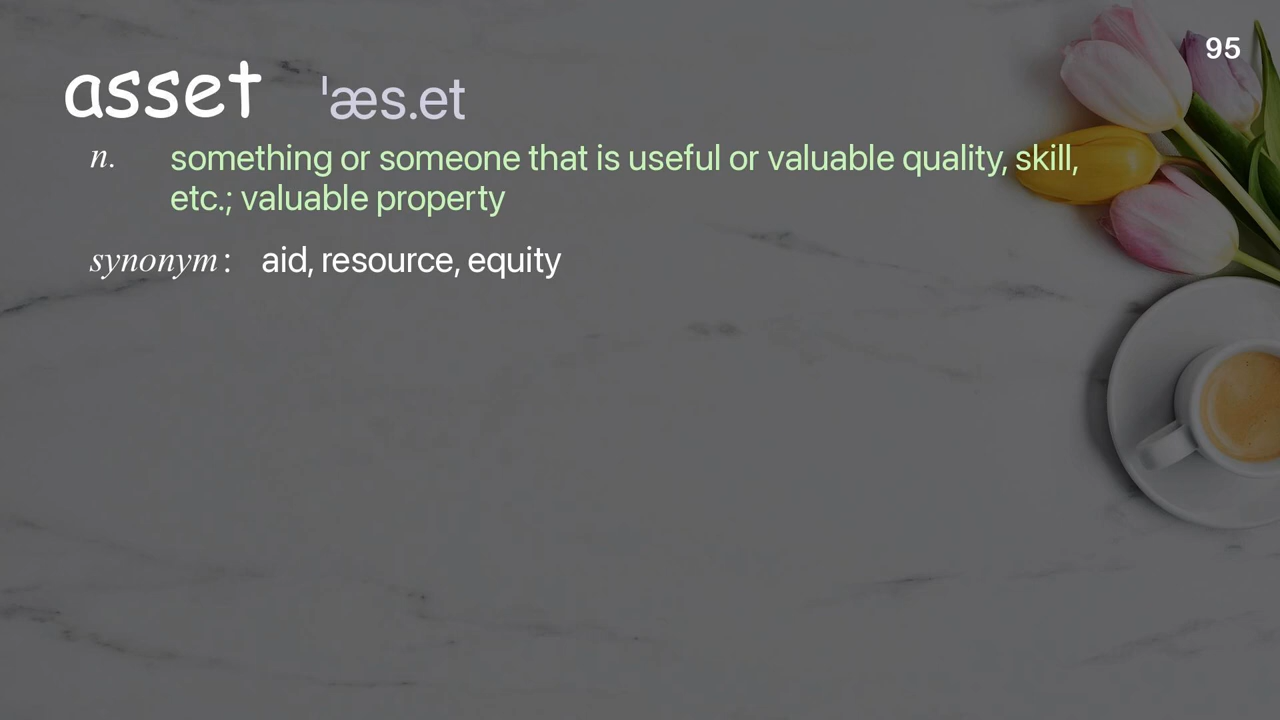 95
asset ˈæs.et
n. something or someone that is useful or valuable quality, skill,
etc.; valuable property
synonym: aid, resource, equity